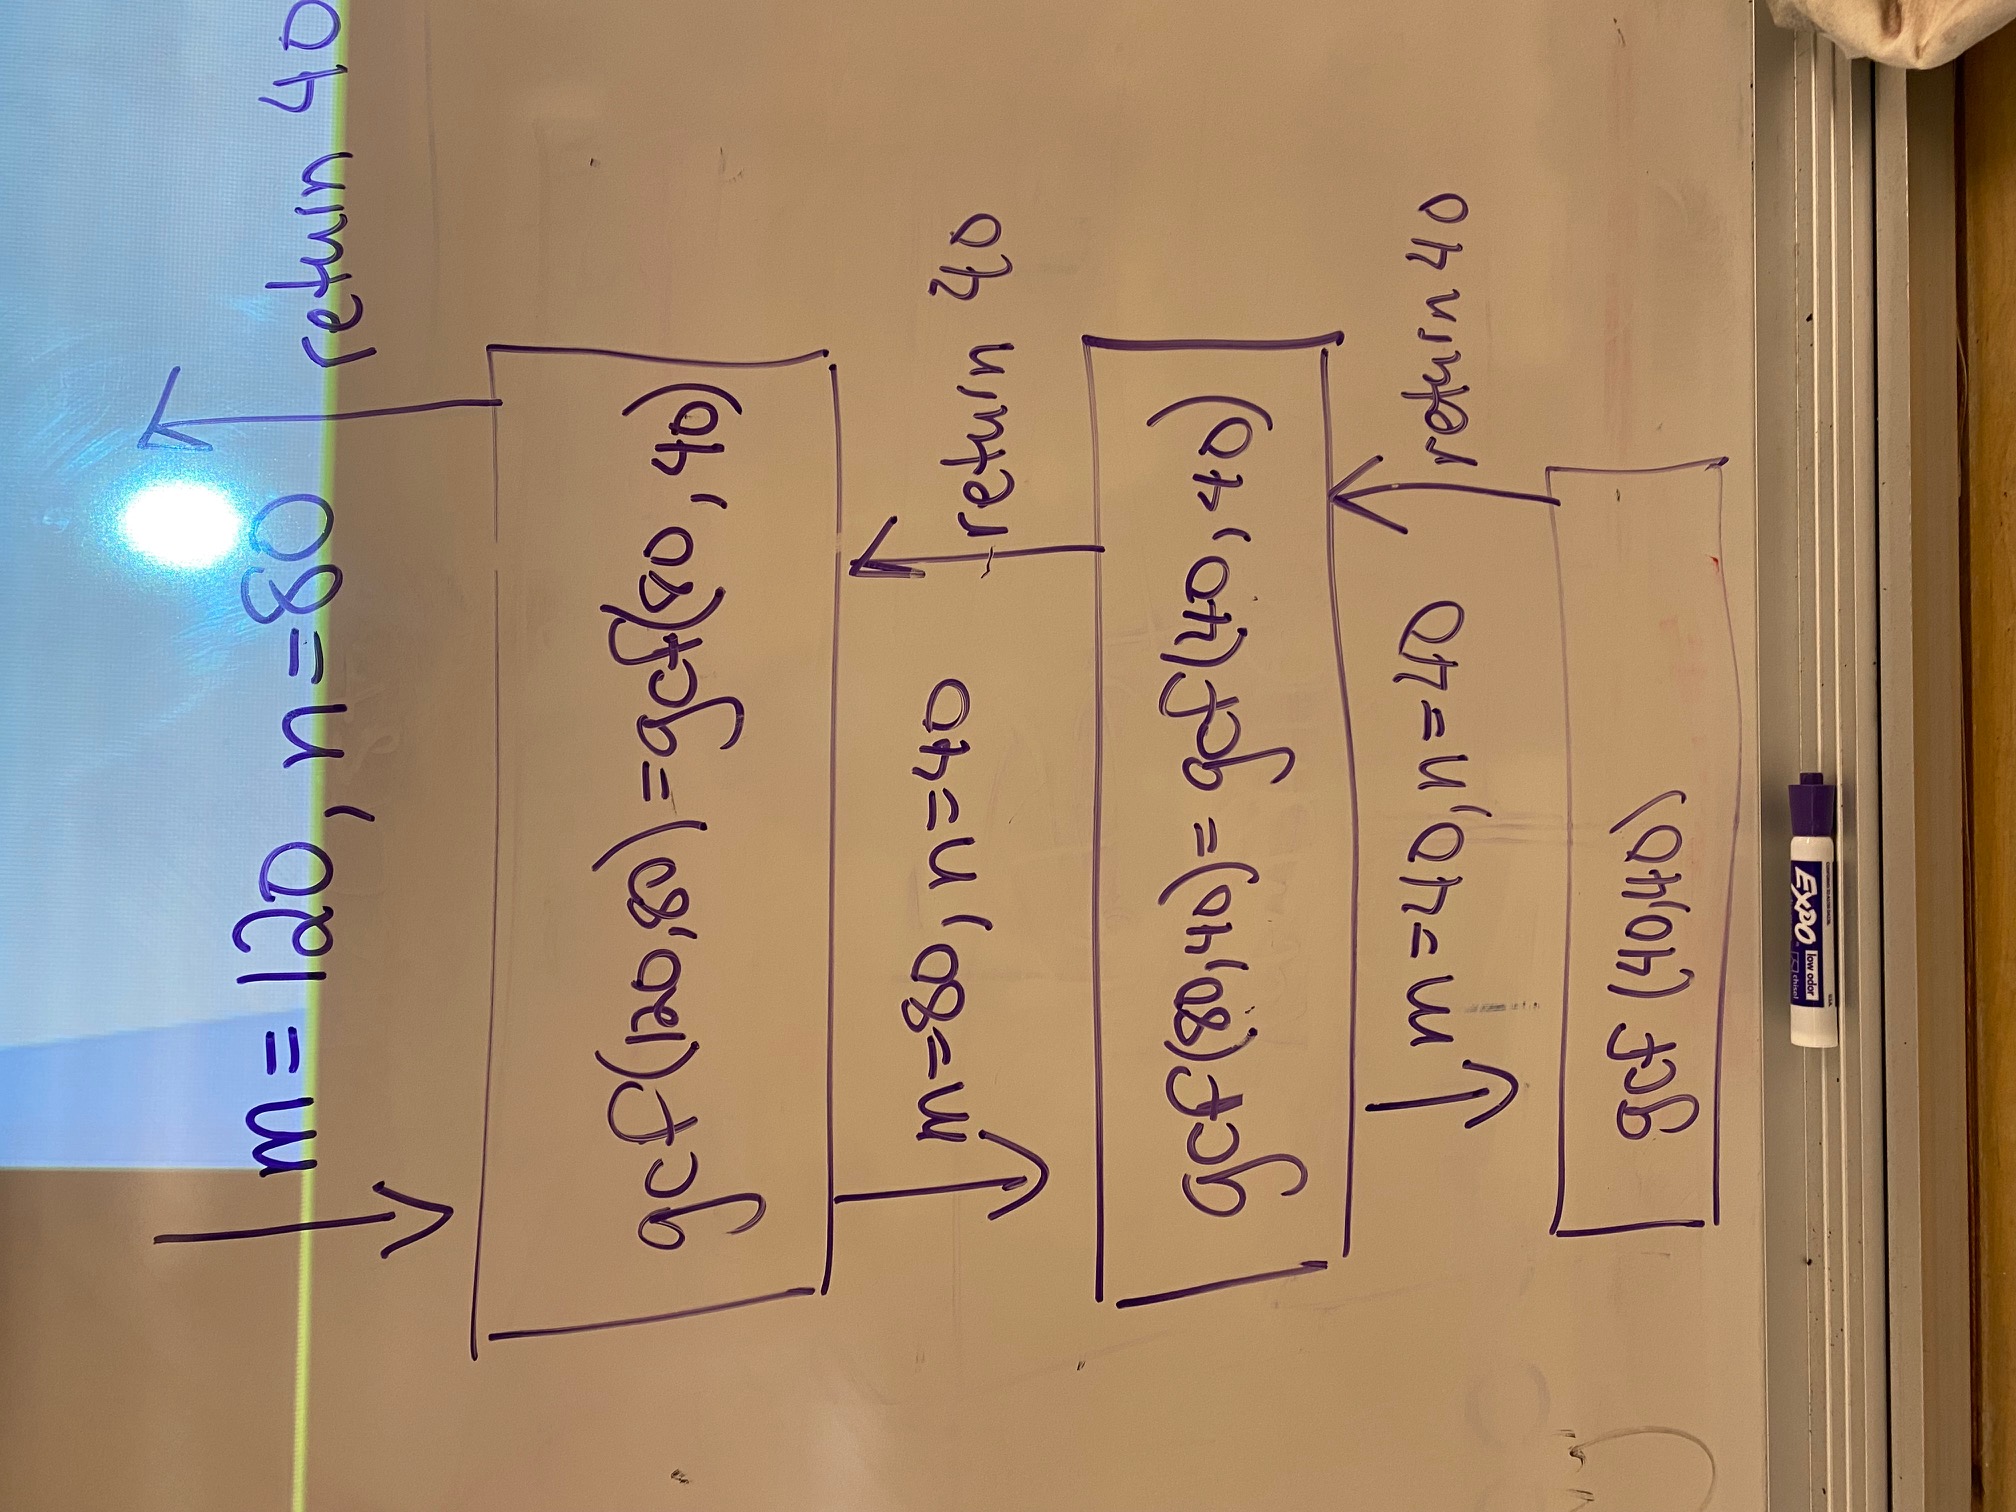 m=120, n=80
return 40
gcf(120,80)=gcf(80,40)
m=80, n=40
return 40
gcf(80,40)=gcf(40,40)
m=40,n=40
return 40
gcf (40,40)
EXPO
low odor
chisel